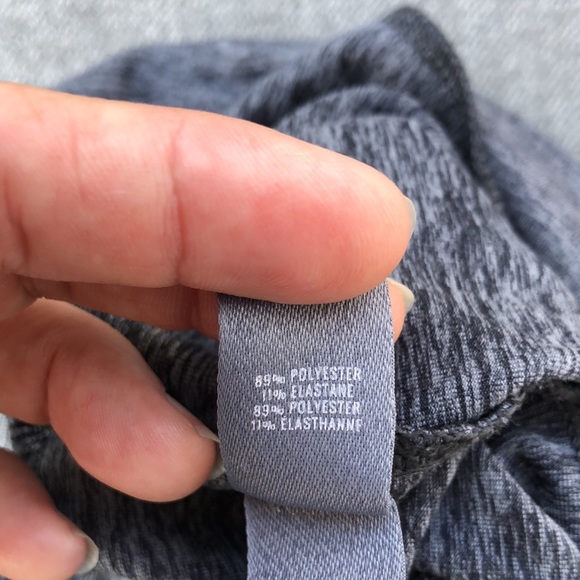 89% POLYESTER
11% ELASTANE
89% POLYESTER
11% ELASTHANNE